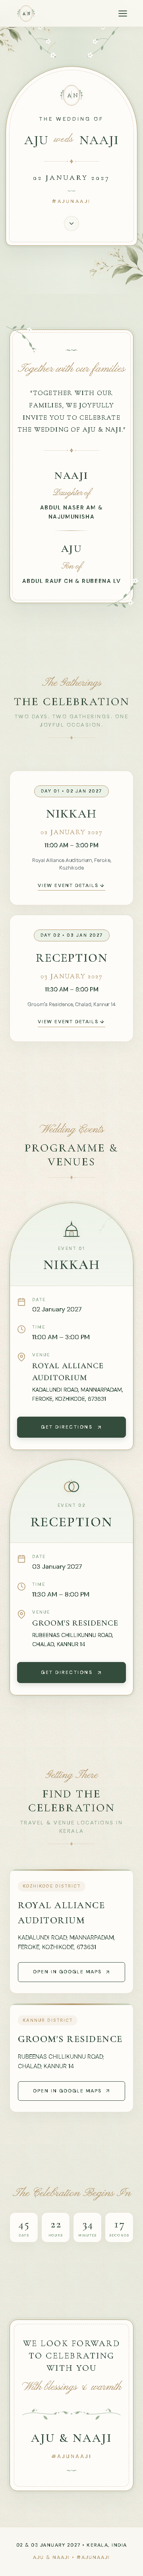 AN
THE WEDDING OF
AJU weds NAAJI
02 JANUARY 2027
#AJUNAAJI
Together with our families
"TOGETHER WITH OUR
FAMILIES, WE JOYFULLY
INVITE YOU TO CELEBRATE
THE WEDDING OF AJU & NAAJI."
NAAJI
Daughter of
ABDUL NASER AM &
NAJUMUNISHA
AJU
Son of
ABDUL RAUF CH & RUBEENA LV
The Gatherings
THE CELEBRATION
TWO DAYS, TWO GATHERINGS, ONE
JOYFUL OCCASION.
DAY 01 • 02 JAN 2027
NIKKAH
02 JANUARY 2027
11:00 AM – 3:00 PM
Royal Alliance Auditorium, Feroke,
Kozhikode
VIEW EVENT DETAILS ↓
DAY 02 • 03 JAN 2027
RECEPTION
03 JANUARY 2027
11:30 AM – 8:00 PM
Groom's Residence, Chalad, Kannur 14
VIEW EVENT DETAILS ↓
Wedding Events
PROGRAMME &
VENUES
EVENT 01
NIKKAH
DATE
02 January 2027
TIME
11:00 AM – 3:00 PM
VENUE
ROYAL ALLIANCE
AUDITORIUM
KADALUNDI ROAD, MANNARPADAM,
FEROKE, KOZHIKODE, 673631
GET DIRECTIONS ↗
EVENT 02
RECEPTION
DATE
03 January 2027
TIME
11:30 AM – 8:00 PM
VENUE
GROOM'S RESIDENCE
RUBEENAS CHILLIKUNNU ROAD,
CHALAD, KANNUR 14
GET DIRECTIONS ↗
Getting There
FIND THE
CELEBRATION
TRAVEL & VENUE LOCATIONS IN
KERALA
KOZHIKODE DISTRICT
ROYAL ALLIANCE
AUDITORIUM
KADALUNDI ROAD, MANNARPADAM,
FEROKE, KOZHIKODE, 673631
OPEN IN GOOGLE MAPS ↗
KANNUR DISTRICT
GROOM'S RESIDENCE
RUBEENAS CHILLIKUNNU ROAD,
CHALAD, KANNUR 14
OPEN IN GOOGLE MAPS ↗
The Celebration Begins In
45 22 34 17
DAYS HOURS MINUTES SECONDS
WE LOOK FORWARD
TO CELEBRATING
WITH YOU
With blessings & warmth
AJU & NAAJI
#AJUNAAJI
02 & 03 JANUARY 2027 • KERALA, INDIA
AJU & NAAJI • #AJUNAAJI